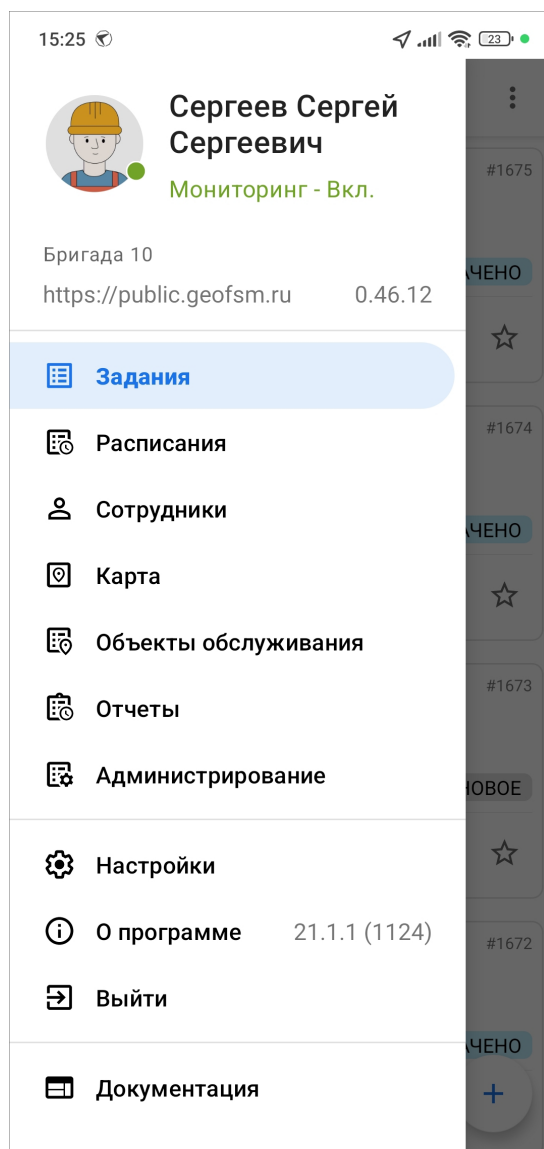 15:25
23
Сергеев Сергей
Сергеевич
Мониторинг - Вкл.
Бригада 10
https://public.geofsm.ru 0.46.12
Задания
Расписания
Сотрудники
Карта
Объекты обслуживания
Отчеты
Администрирование
Настройки
О программе 21.1.1 (1124)
Выйти
Документация
#1675
ЧЕНО
#1674
ЧЕНО
#1673
НОВОЕ
#1672
ЧЕНО